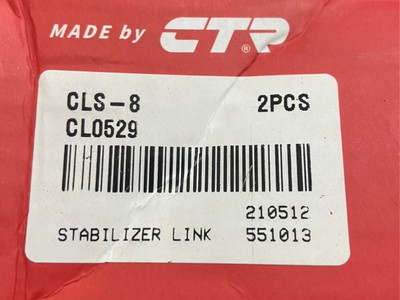 MADE by CTR®
CLS-8 2PCS
CL0529
210512
STABILIZER LINK 551013